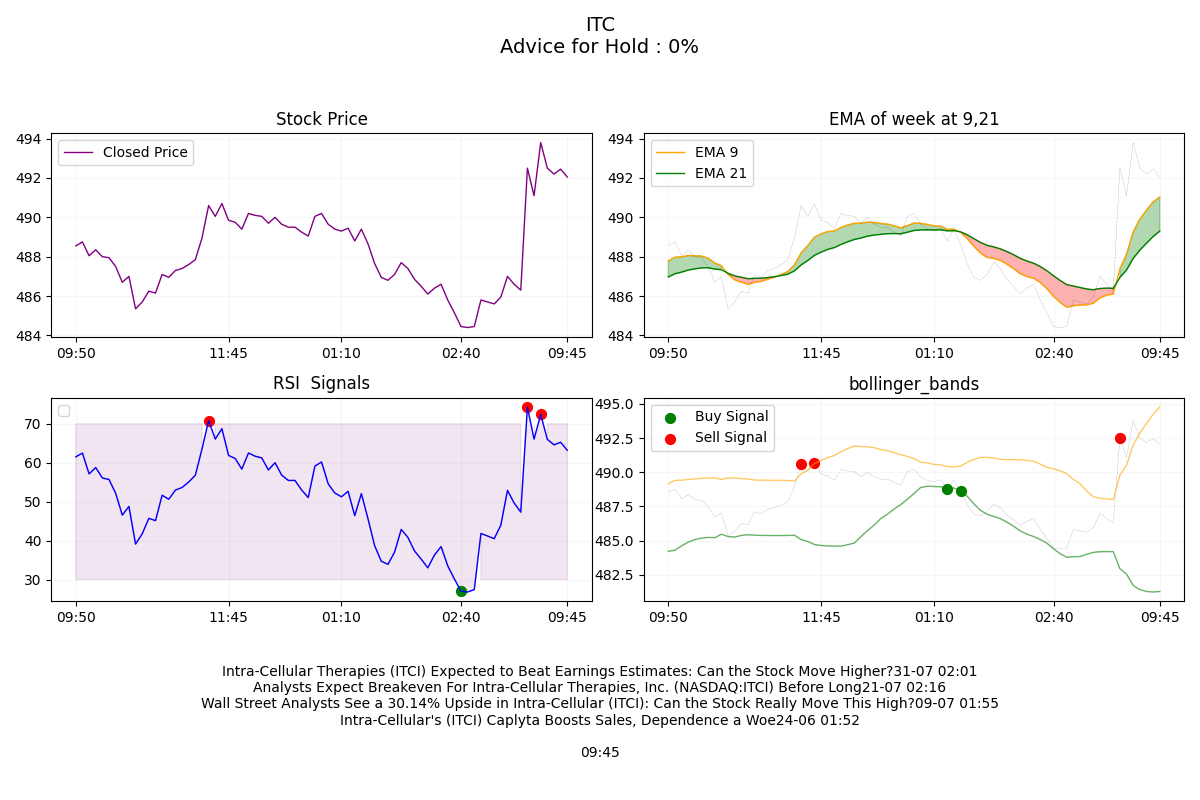 ITC
Advice for Hold : 0%
Stock Price
494
492
490
488
486
484
Closed Price
09:50
11:45
01:10
02:40
09:45
EMA of week at 9,21
494
492
490
488
486
484
EMA 9
EMA 21
09:50
11:45
01:10
02:40
09:45
RSI  Signals
70
60
50
40
30
09:50
11:45
01:10
02:40
09:45
bollinger_bands
495.0
492.5
490.0
487.5
485.0
482.5
Buy Signal
Sell Signal
09:50
11:45
01:10
02:40
09:45
Intra-Cellular Therapies (ITCI) Expected to Beat Earnings Estimates: Can the Stock Move Higher?31-07 02:01
Analysts Expect Breakeven For Intra-Cellular Therapies, Inc. (NASDAQ:ITCI) Before Long21-07 02:16
Wall Street Analysts See a 30.14% Upside in Intra-Cellular (ITCI): Can the Stock Really Move This High?09-07 01:55
Intra-Cellular's (ITCI) Caplyta Boosts Sales, Dependence a Woe24-06 01:52
09:45